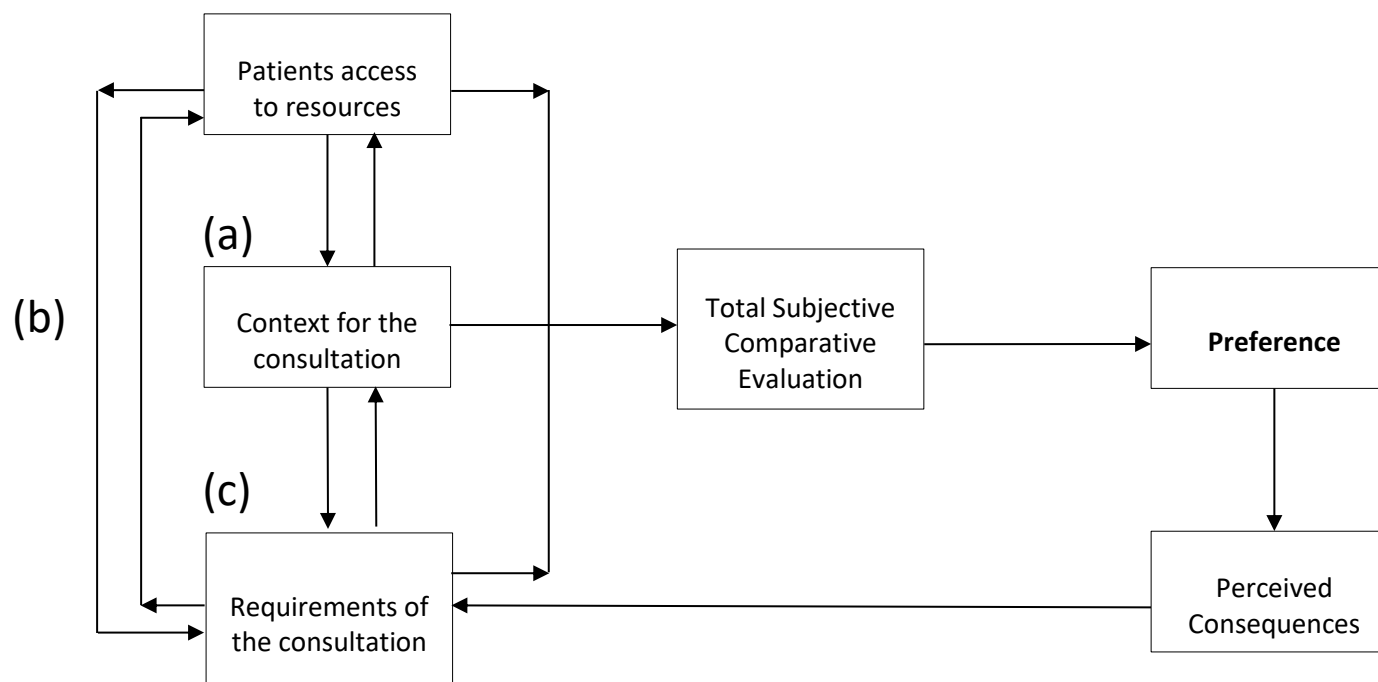 Patients access
to resources
(a)
(b)
Context for the
consultation
Total Subjective
Comparative
Evaluation
Preference
(c)
Requirements of
the consultation
Perceived
Consequences